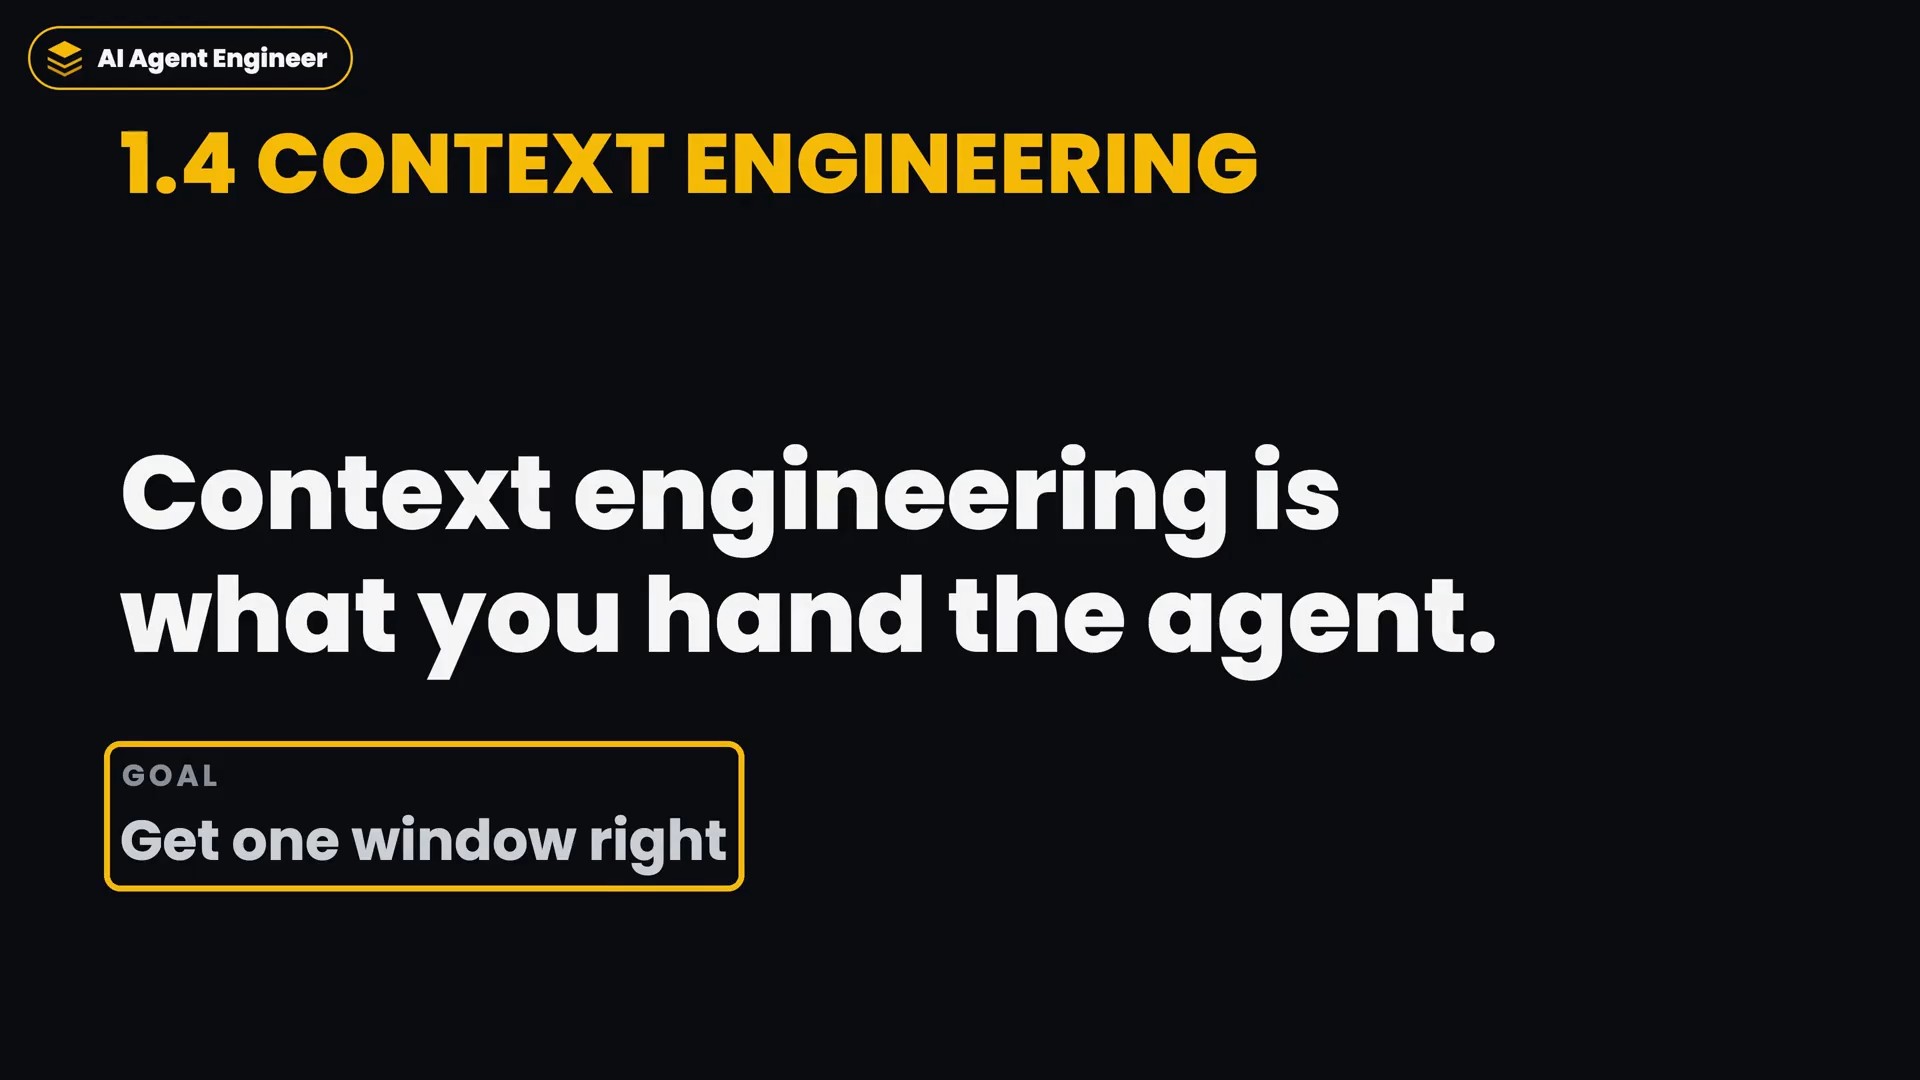 AI Agent Engineer
1.4 CONTEXT ENGINEERING
Context engineering is
what you hand the agent.
GOAL
Get one window right